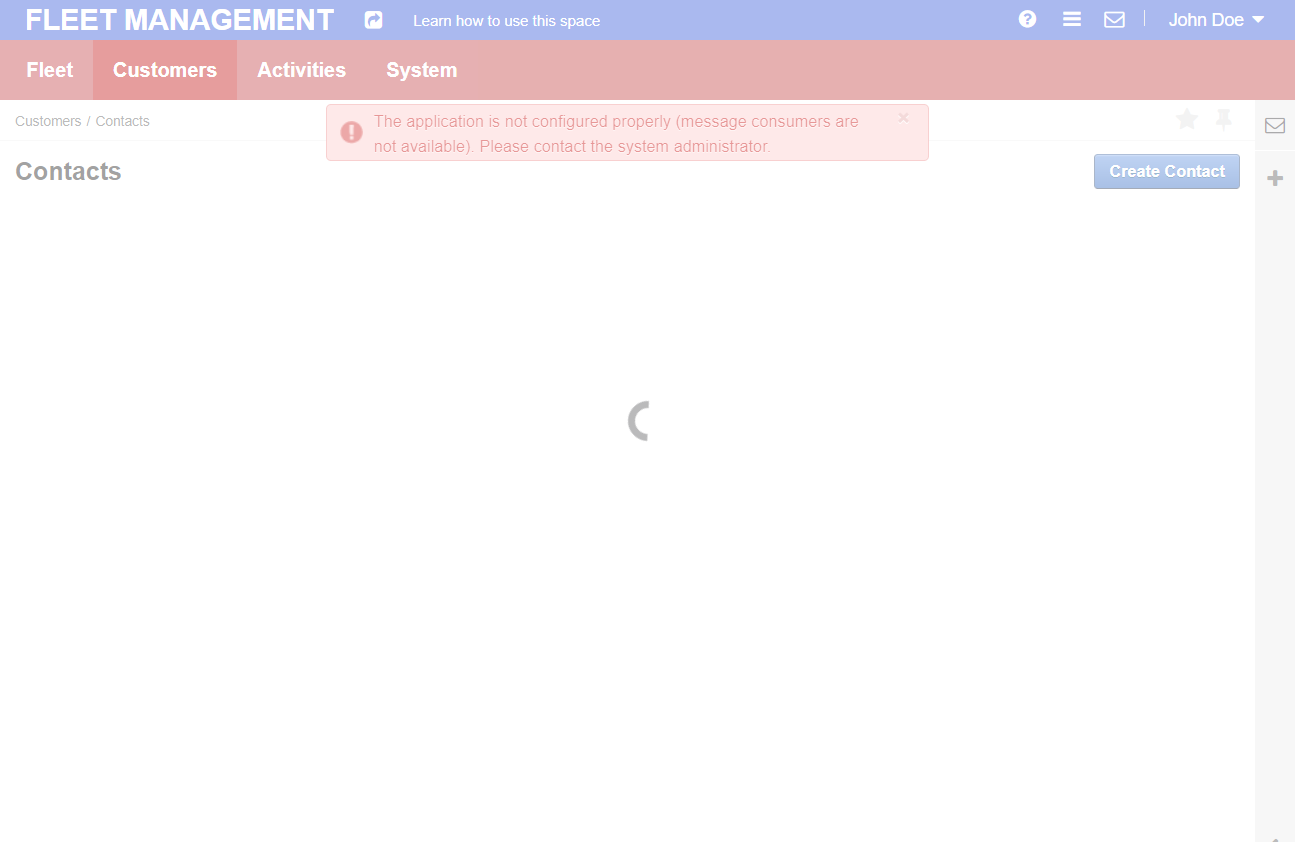 FLEET MANAGEMENT
Learn how to use this space
John Doe
Fleet
Customers
Activities
System
Customers / Contacts
The application is not configured properly (message consumers are
not available). Please contact the system administrator.
×
Contacts
Create Contact